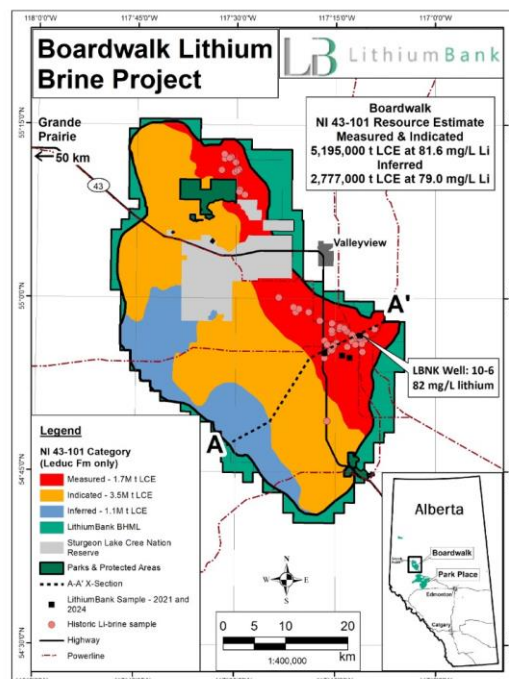 118°0'0"W
117°45'0"W
117°30'0"W
117°15'0"W
117°0'0"W
Boardwalk Lithium
Brine Project
LB LithiumBank
55°15'0"N
Grande
Prairie
50 km
43
Boardwalk
NI 43-101 Resource Estimate
Measured & Indicated
5,195,000 t LCE at 81.6 mg/L Li
Inferred
2,777,000 t LCE at 79.0 mg/L Li
Valleyview
55°0'0"N
A'
LBNK Well: 10-6
82 mg/L lithium
A
54°45'0"N
Legend
NI 43-101 Category
(Leduc Fm only)
Measured - 1.7M t LCE
Indicated - 3.5M t LCE
Inferred - 1.1M t LCE
LithiumBank BHML
Sturgeon Lake Cree Nation
Reserve
Parks & Protected Areas
A-A' X-Section
LithiumBank Sample - 2021 and
2024
Historic Li-brine sample
Highway
Powerline
54°30'0"N
N
W E
S
0 5 10 20
km
1:400,000
Alberta
Boardwalk
Park Place
Edmonton
Calgary